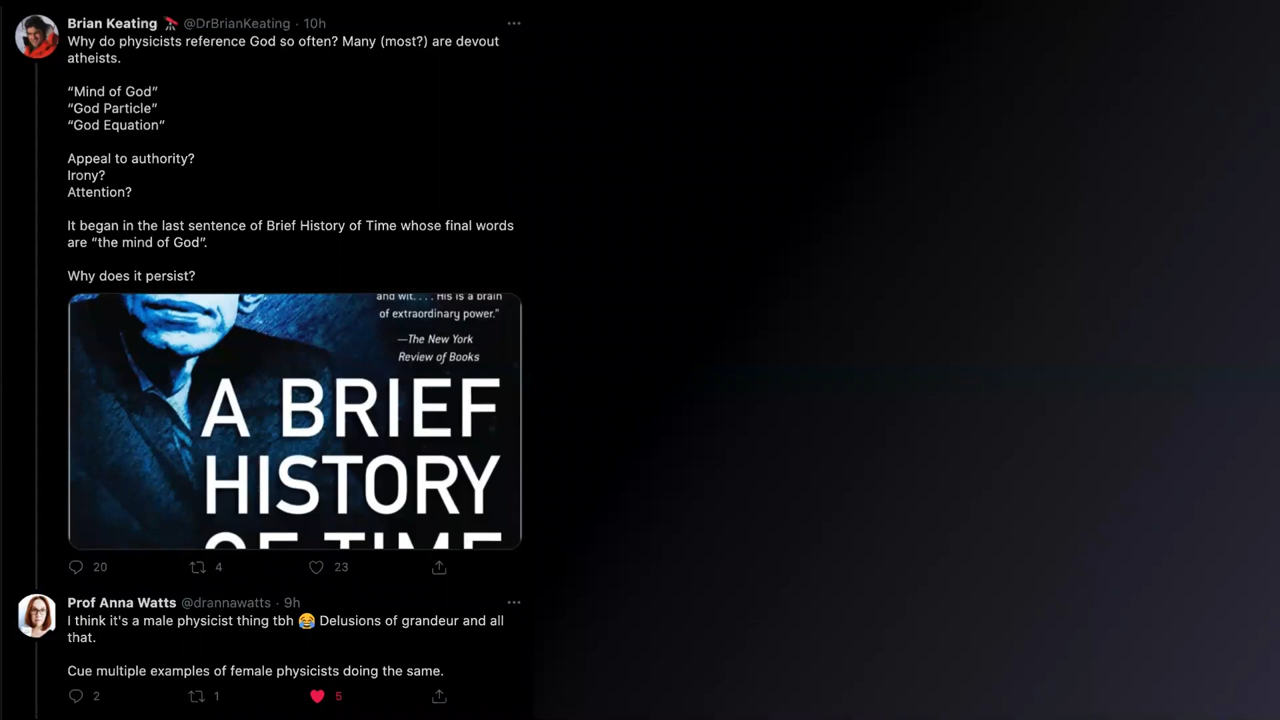 Brian Keating 🔭 @DrBrianKeating · 10h
Why do physicists reference God so often? Many (most?) are devout
atheists.
“Mind of God”
“God Particle”
“God Equation”
Appeal to authority?
Irony?
Attention?
It began in the last sentence of Brief History of Time whose final words
are “the mind of God”.
Why does it persist?
and wit. . . . His is a brain
of extraordinary power.”
—The New York
Review of Books
A BRIEF
HISTORY
OF TIME
20 4 23
Prof Anna Watts @drannawatts · 9h
I think it's a male physicist thing tbh 😂 Delusions of grandeur and all
that.
Cue multiple examples of female physicists doing the same.
2 1 5